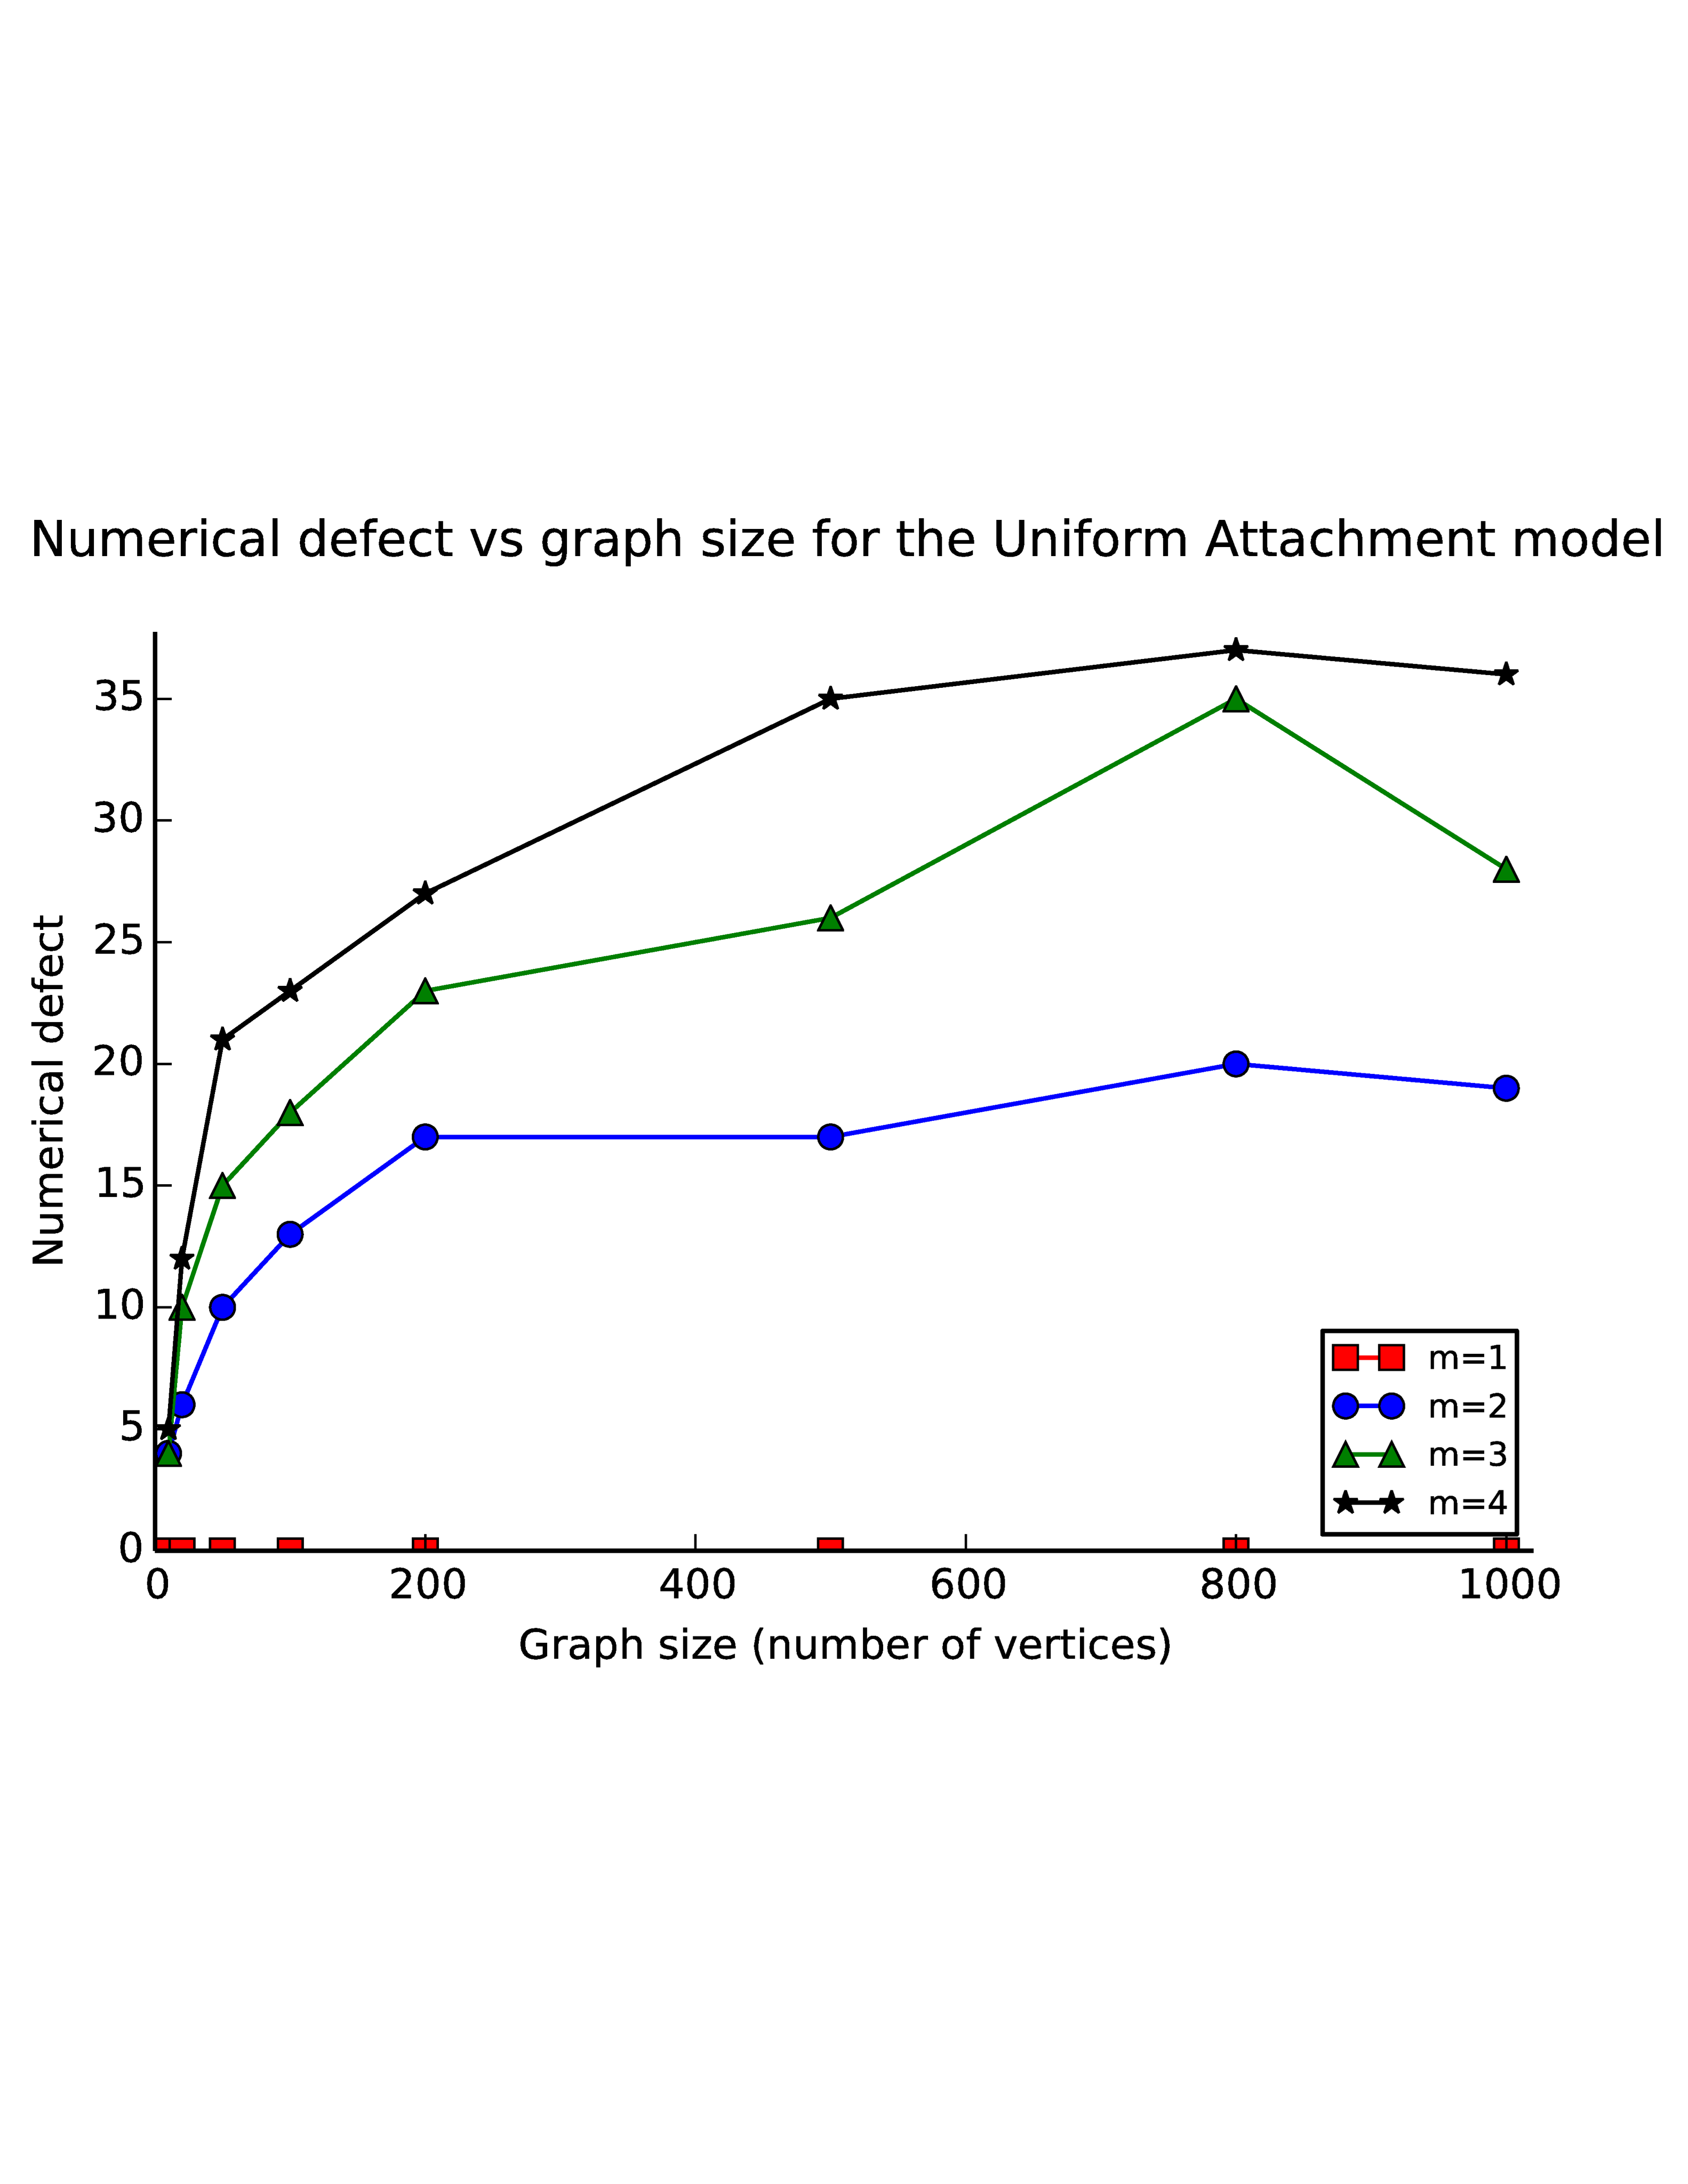 Numerical defect vs graph size for the Uniform Attachment model
35
30
25
20
15
10
5
0
Numerical defect
m=1
m=2
m=3
m=4
0 200 400 600 800 1000
Graph size (number of vertices)